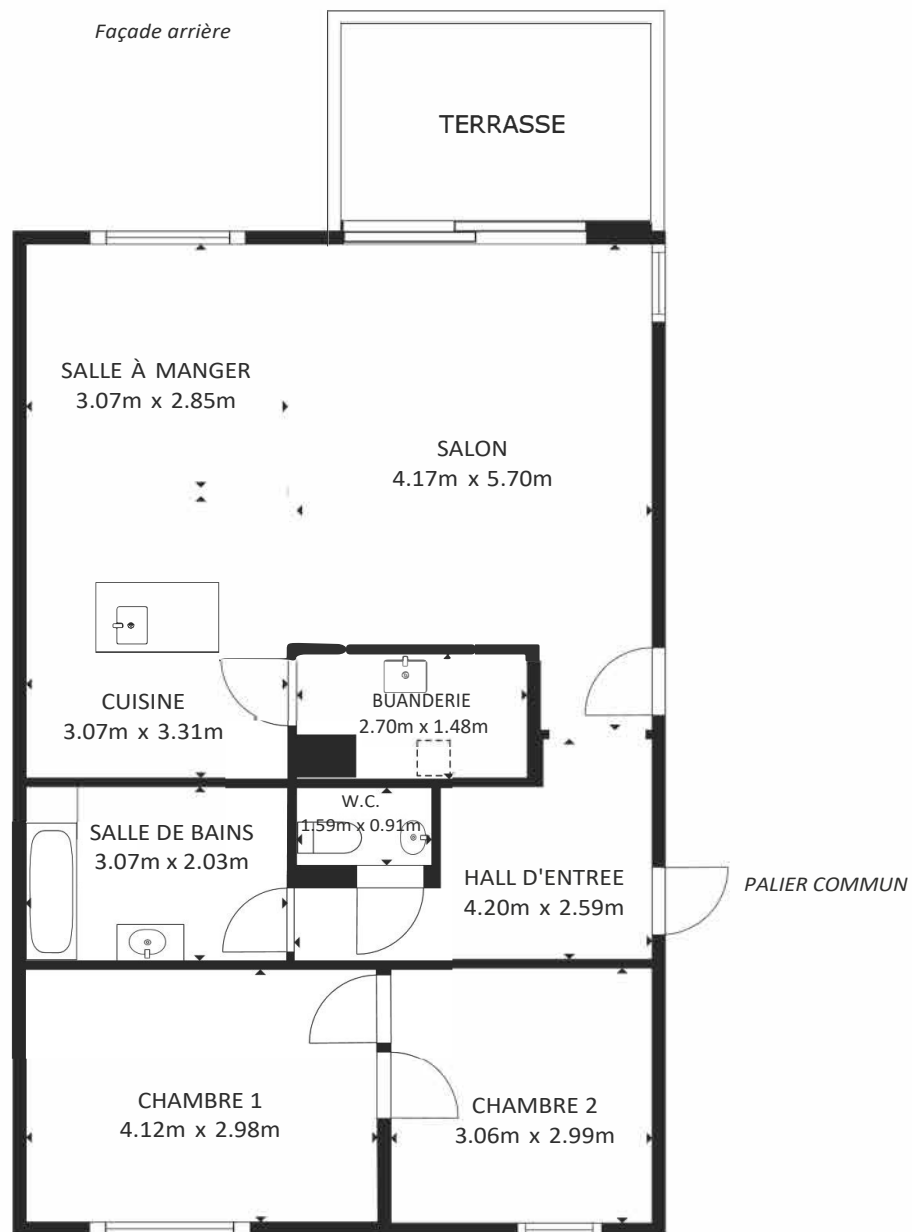 Façade arrière
TERRASSE
SALLE À MANGER
3.07m x 2.85m
SALON
4.17m x 5.70m
CUISINE
3.07m x 3.31m
BUANDERIE
2.70m x 1.48m
W.C.
1.59m x 0.91m
SALLE DE BAINS
3.07m x 2.03m
HALL D'ENTREE
4.20m x 2.59m
PALIER COMMUN
CHAMBRE 1
4.12m x 2.98m
CHAMBRE 2
3.06m x 2.99m